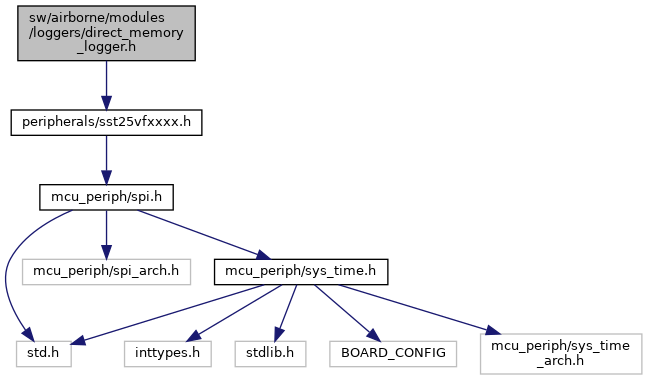 sw/airborne/modules
/loggers/direct_memory
_logger.h
peripherals/sst25vfxxxx.h
mcu_periph/spi.h
mcu_periph/spi_arch.h
mcu_periph/sys_time.h
std.h
inttypes.h
stdlib.h
BOARD_CONFIG
mcu_periph/sys_time
_arch.h